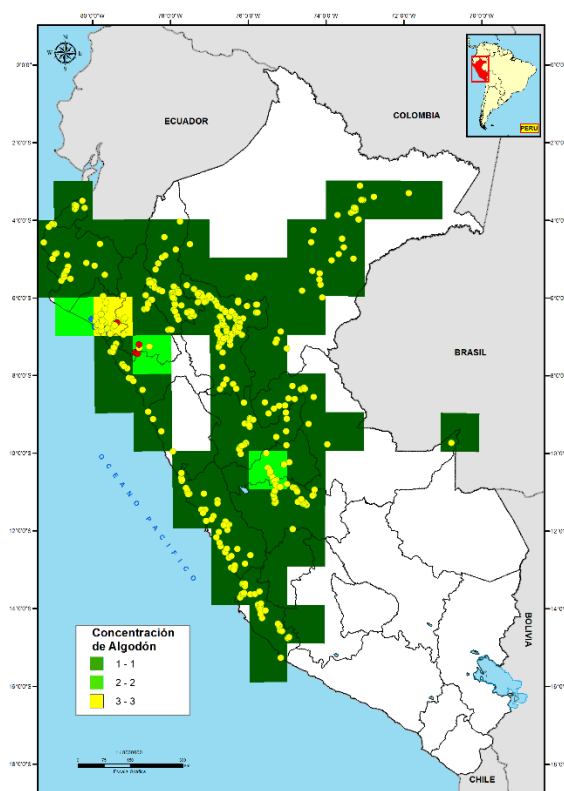 N
W
E
S
PERU
ECUADOR
COLOMBIA
2°0'0"S
4°0'0"S
6°0'0"S
BRASIL
8°0'0"S
10°0'0"S
OCEANO PACIFICO
12°0'0"S
14°0'0"S
BOLIVIA
Concentración
de Algodón
1 - 1
2 - 2
3 - 3
16°0'0"S
Escala Grafica
18°0'0"S
CHILE